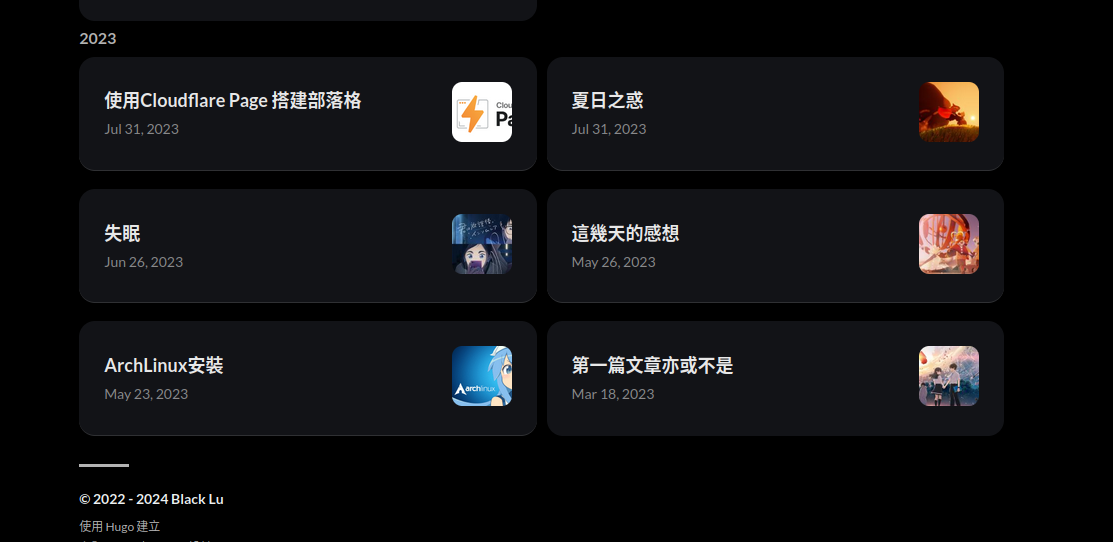 2023
使用Cloudflare Page 搭建部落格
Jul 31, 2023
夏日之惑
Jul 31, 2023
失眠
Jun 26, 2023
這幾天的感想
May 26, 2023
ArchLinux安裝
May 23, 2023
archlinux
第一篇文章亦或不是
Mar 18, 2023
© 2022 - 2024 Black Lu
使用 Hugo 建立